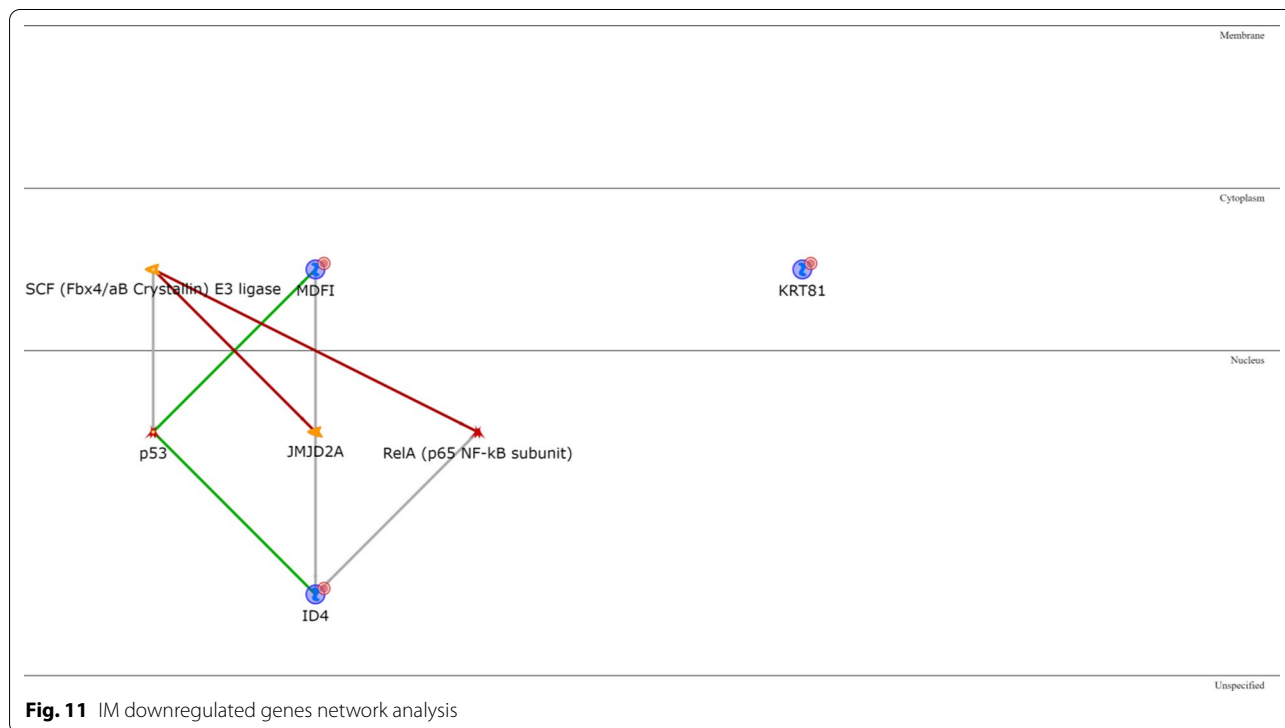 Membrane
Cytoplasm
SCF (Fbx4/aB Crystallin) E3 ligase
MDFI
KRT81
Nucleus
p53
JMJD2A
RelA (p65 NF-kB subunit)
ID4
Unspecified
Fig. 11 IM downregulated genes network analysis